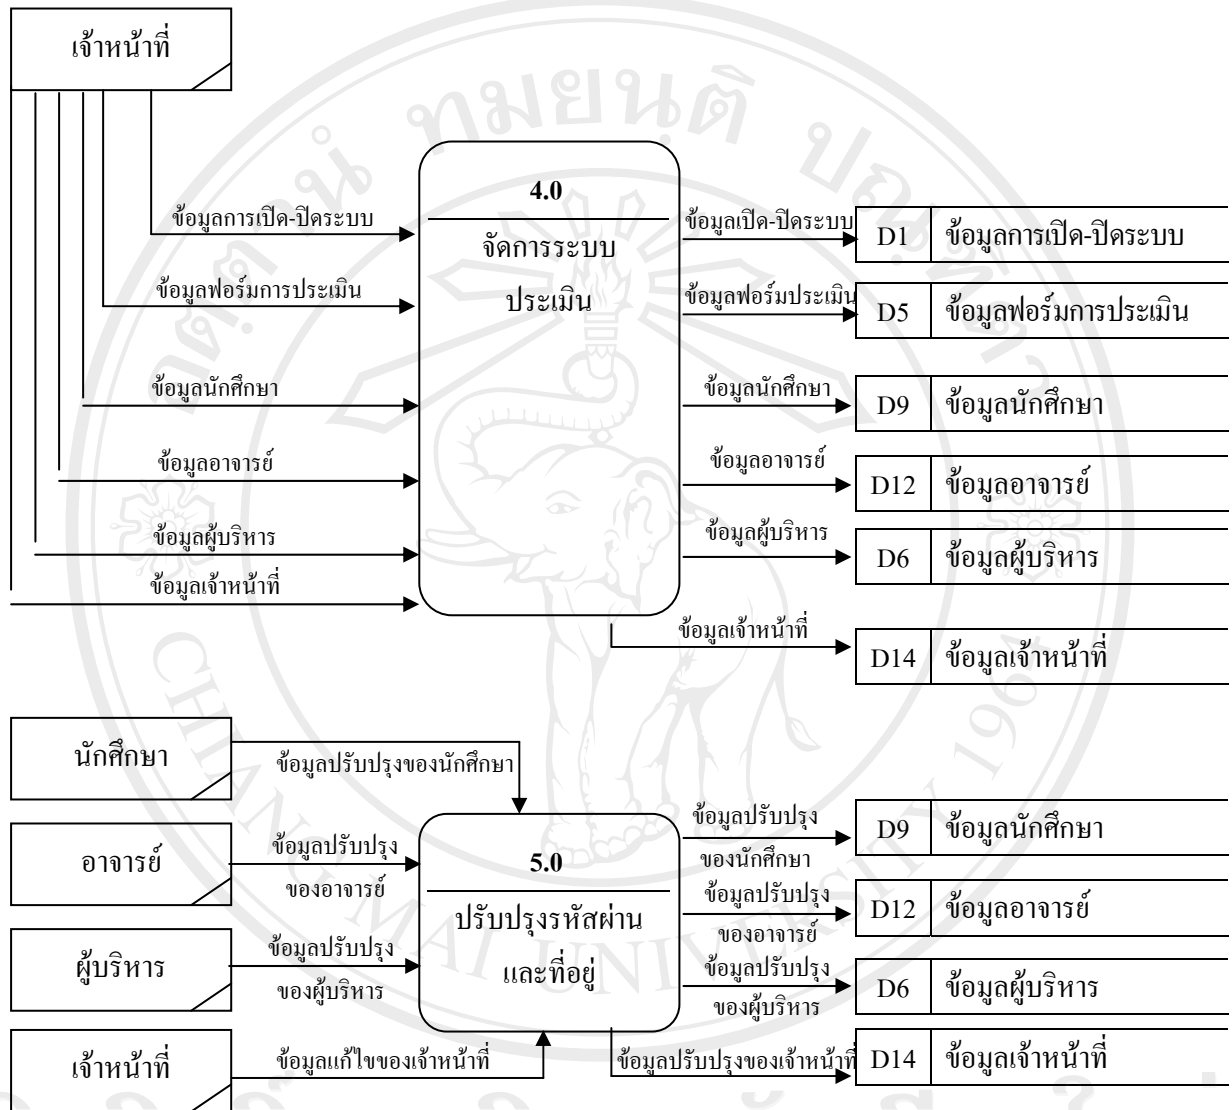 เจ้าหน้าที่
4.0
จัดการระบบ
ประเมิน
ข้อมูลการเปิด-ปิดระบบ
ข้อมูลฟอร์มการประเมิน
ข้อมูลนักศึกษา
ข้อมูลอาจารย์
ข้อมูลผู้บริหาร
ข้อมูลเจ้าหน้าที่
ข้อมูลเปิด-ปิดระบบ
D1 ข้อมูลการเปิด-ปิดระบบ
ข้อมูลฟอร์มประเมิน
D5 ข้อมูลฟอร์มการประเมิน
ข้อมูลนักศึกษา
D9 ข้อมูลนักศึกษา
ข้อมูลอาจารย์
D12 ข้อมูลอาจารย์
ข้อมูลผู้บริหาร
D6 ข้อมูลผู้บริหาร
ข้อมูลเจ้าหน้าที่
D14 ข้อมูลเจ้าหน้าที่
นักศึกษา
ข้อมูลปรับปรุงของนักศึกษา
อาจารย์
ข้อมูลปรับปรุง
ของอาจารย์
ผู้บริหาร
ข้อมูลปรับปรุง
ของผู้บริหาร
เจ้าหน้าที่
ข้อมูลแก้ไขของเจ้าหน้าที่
5.0
ปรับปรุงรหัสผ่าน
และที่อยู่
ข้อมูลปรับปรุง
ของนักศึกษา
D9 ข้อมูลนักศึกษา
ข้อมูลปรับปรุง
ของอาจารย์
D12 ข้อมูลอาจารย์
ข้อมูลปรับปรุง
ของผู้บริหาร
D6 ข้อมูลผู้บริหาร
ข้อมูลปรับปรุงของเจ้าหน้าที่
D14 ข้อมูลเจ้าหน้าที่
CHIANG MAI UNIVERSITY 1964